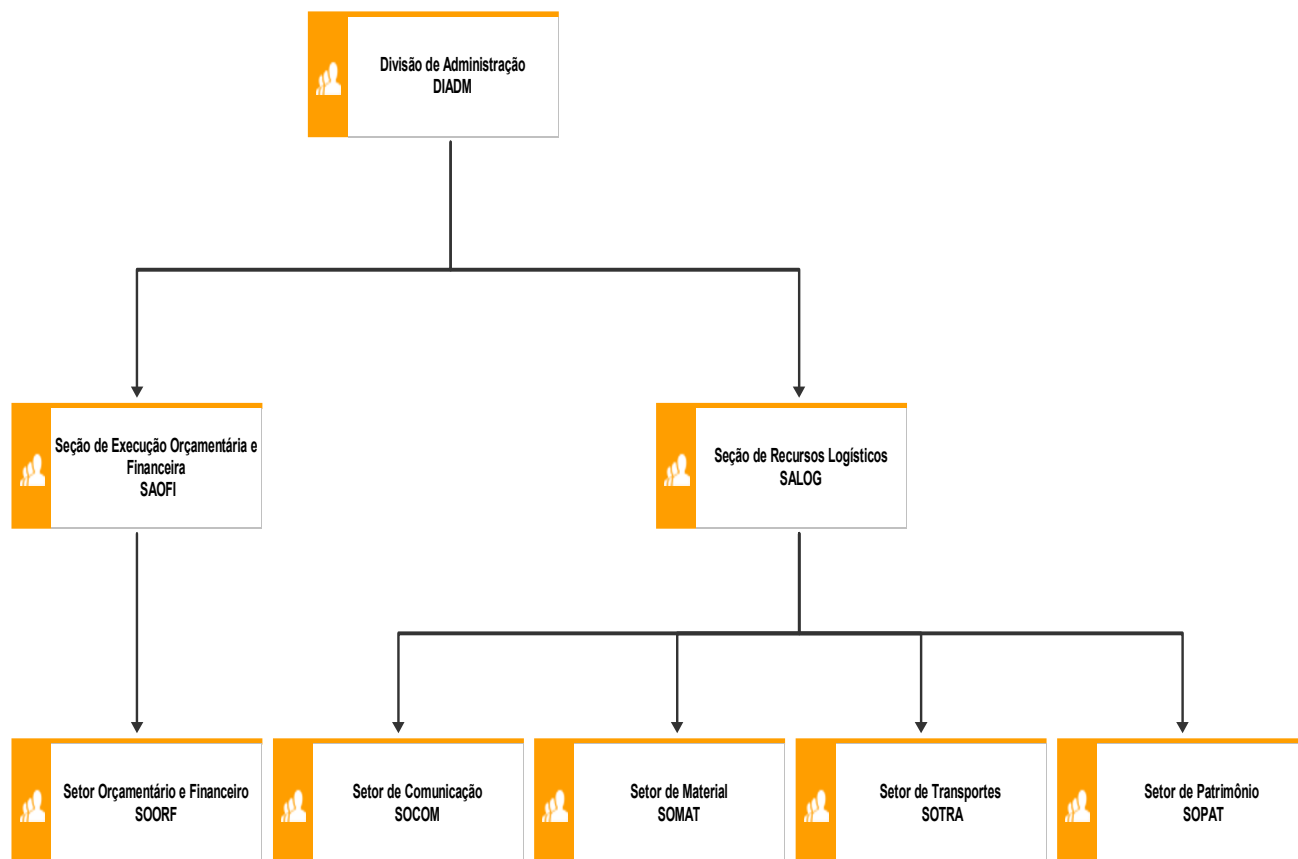 Divisão de Administração
DIADM
Seção de Execução Orçamentária e
Financeira
SAOFI
Seção de Recursos Logísticos
SALOG
Setor Orçamentário e Financeiro
SOORF
Setor de Comunicação
SOCOM
Setor de Material
SOMAT
Setor de Transportes
SOTRA
Setor de Patrimônio
SOPAT